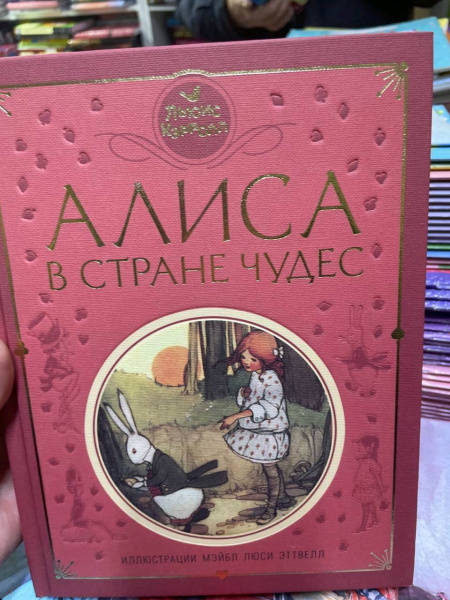 Льюис
Кэрролл
АЛИСА
В СТРАНЕ ЧУДЕС
ИЛЛЮСТРАЦИИ МЭЙБЛ ЛЮСИ ЭТТВЕЛЛ